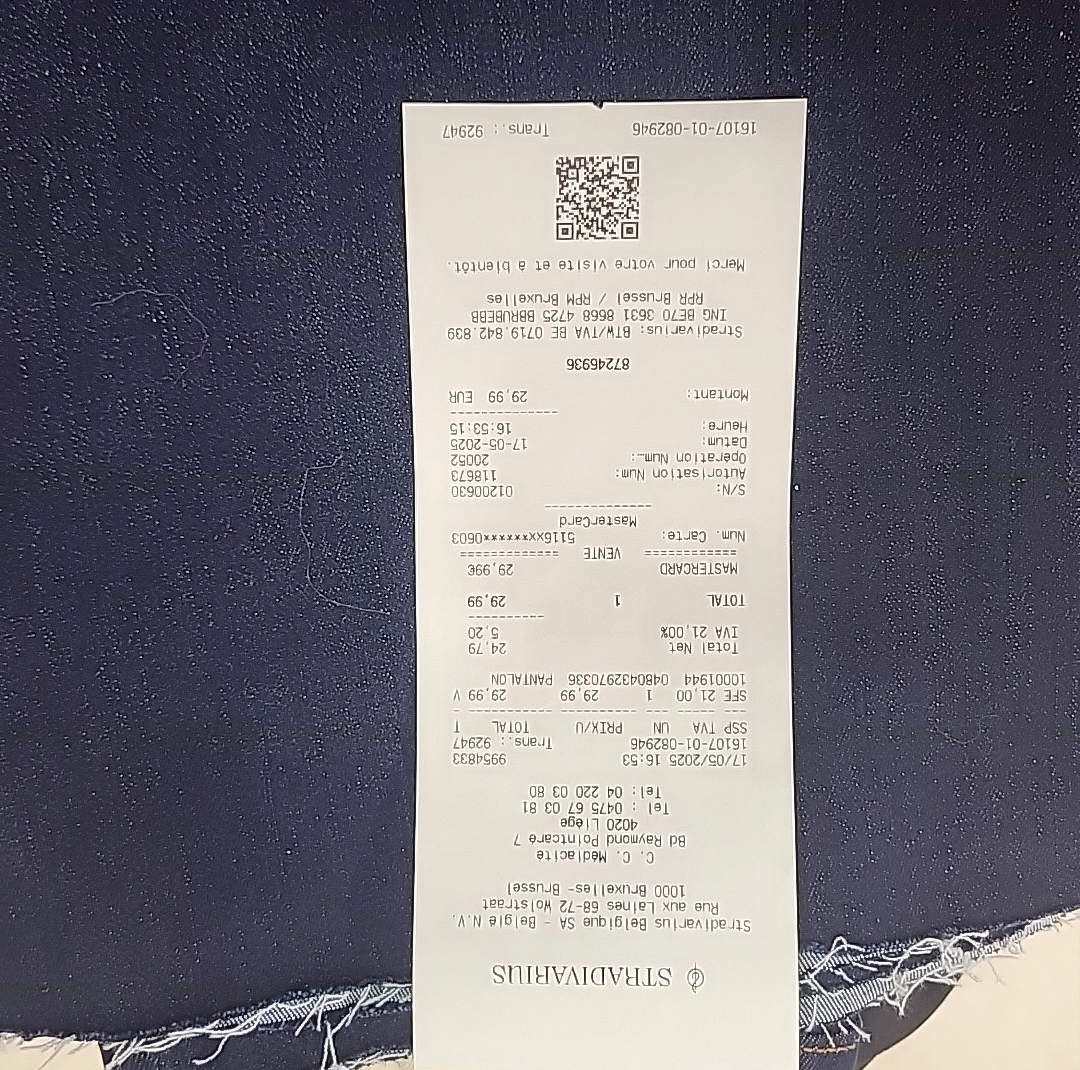 STRADIVARIUS
Stradivarius Belgique SA - België N.V.
Rue aux Laines 68-72 Wolstraat
1000 Bruxelles- Brussel
C. C. Médiacité
Bd Raymond Pointcaré 7
4020 Liège
Tel : 0475 67 03 81
Tel: 04 220 03 80
17/05/2025 16:53 9954833
16107-01-082946 Trans.: 92947
SSP TVA UN PRIX/U TOTAL T
SFE 21,00 1 29,99 29,99 V
10001944 0480432970336 PANTALON
Total Net 24,79
IVA 21,00% 5,20
TOTAL 1 29,99
MASTERCARD 29,99€
============ VENTE =============
Num. Carte: 5116xx*******0603
MasterCard
S/N: 01200630
Autorisation Num: 118673
Opération Num…: 20052
Datum: 17-05-2025
Heure: 16:53:15
Montant: 29,99 EUR
87246936
Stradivarius: BTW/TVA BE 0719.842.839
ING BE70 3631 8668 4725 BBRUBEBB
RPR Brussel / RPM Bruxelles
Merci pour votre visite et à bientôt.
16107-01-082946 Trans.: 92947